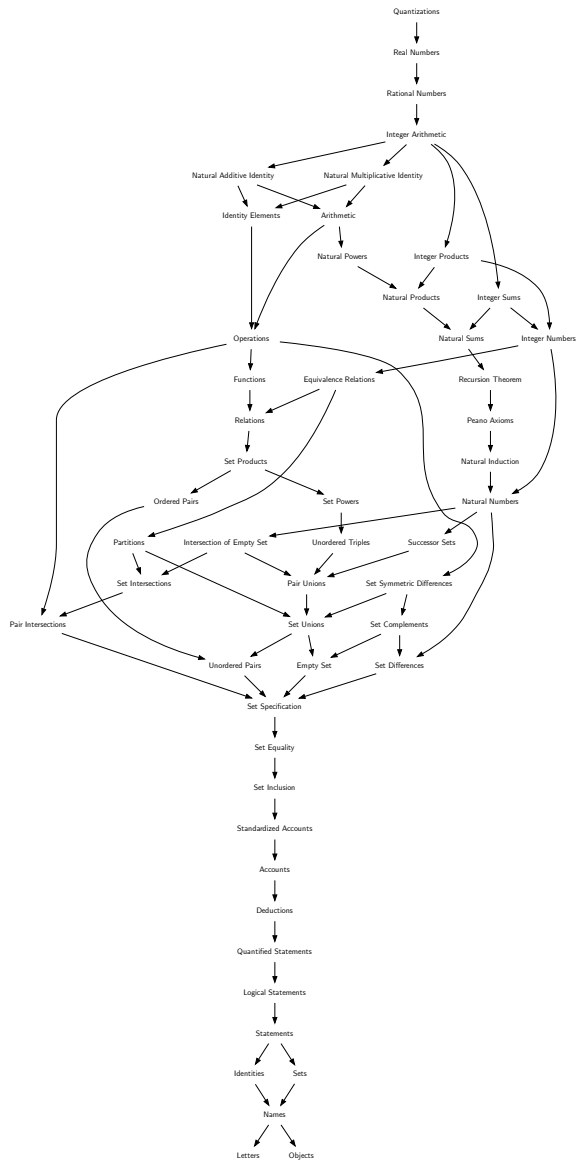 Quantizations
Real Numbers
Rational Numbers
Integer Arithmetic
Natural Additive Identity Natural Multiplicative Identity
Identity Elements Arithmetic
Natural Powers Integer Products
Natural Products Integer Sums
Operations Natural Sums Integer Numbers
Functions Equivalence Relations Recursion Theorem
Relations Peano Axioms
Set Products Natural Induction
Ordered Pairs Set Powers Natural Numbers
Partitions Intersection of Empty Set Unordered Triples Successor Sets
Set Intersections Pair Unions Set Symmetric Differences
Pair Intersections Set Unions Set Complements
Unordered Pairs Empty Set Set Differences
Set Specification
Set Equality
Set Inclusion
Standardized Accounts
Accounts
Deductions
Quantified Statements
Logical Statements
Statements
Identities Sets
Names
Letters Objects